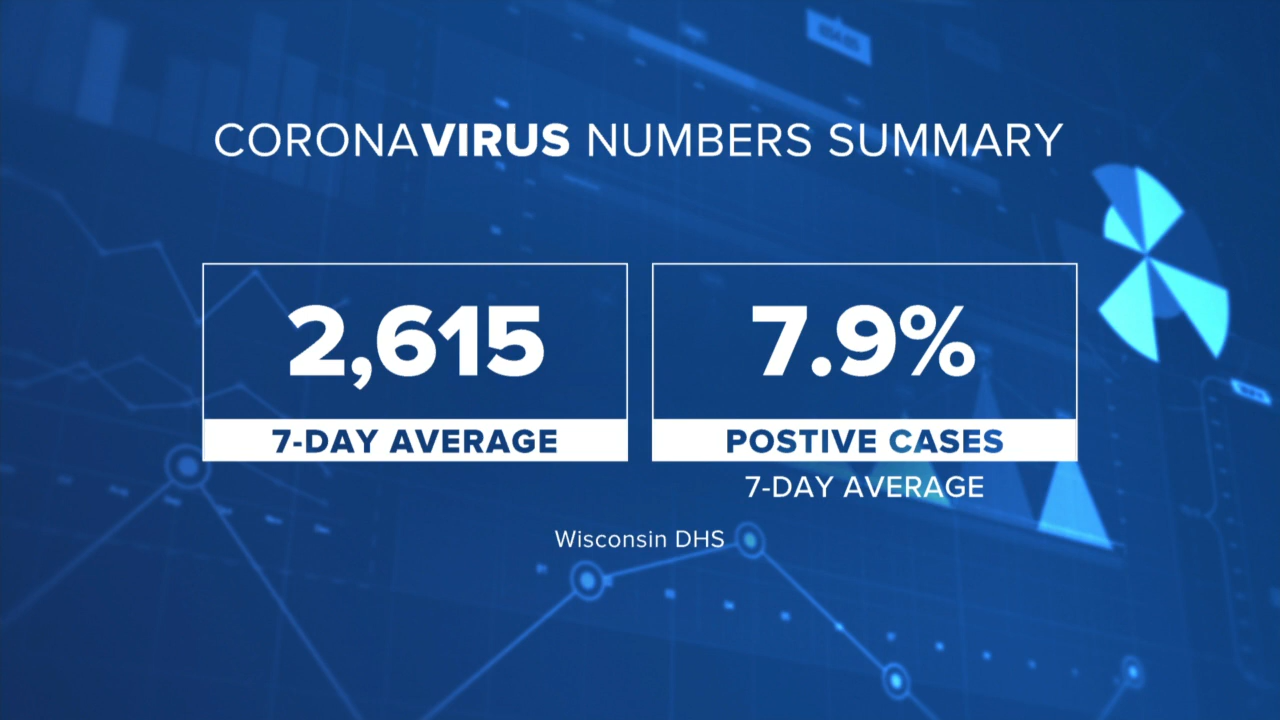 CORONAVIRUS NUMBERS SUMMARY
2,615
7-DAY AVERAGE
7.9%
POSTIVE CASES
7-DAY AVERAGE
Wisconsin DHS